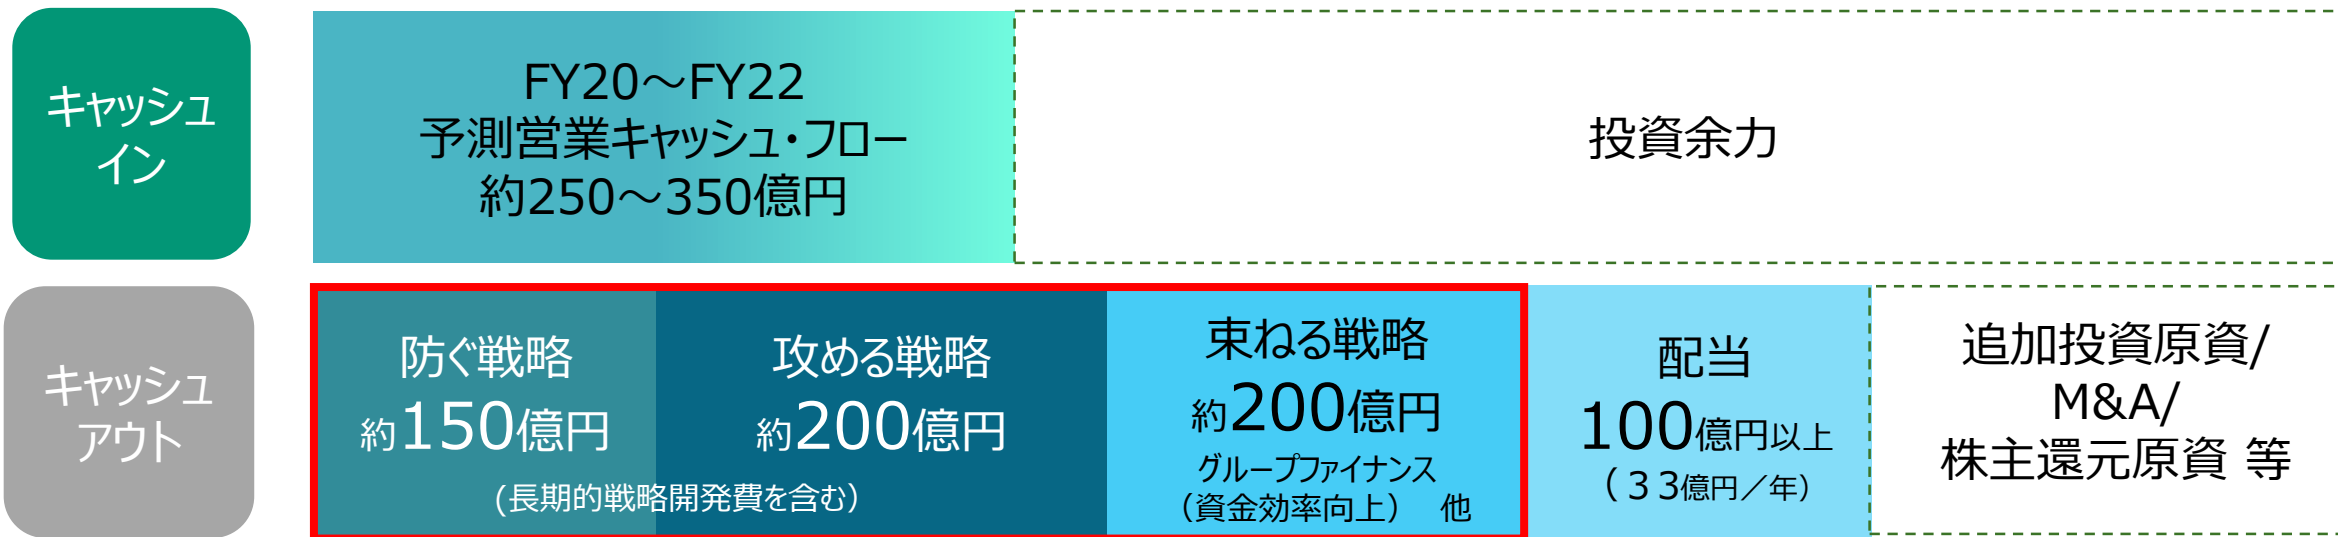 キャッシュ
イン
FY20～FY22
予測営業キャッシュ・フロー
約250～350億円
投資余力
キャッシュ
アウト
防ぐ戦略
約150億円
攻める戦略
約200億円
(長期的戦略開発費を含む）
束ねる戦略
約200億円
グループファイナンス
（資金効率向上）　他
配当
100億円以上
（３3億円／年）
追加投資原資/
M&A/
株主還元原資 等